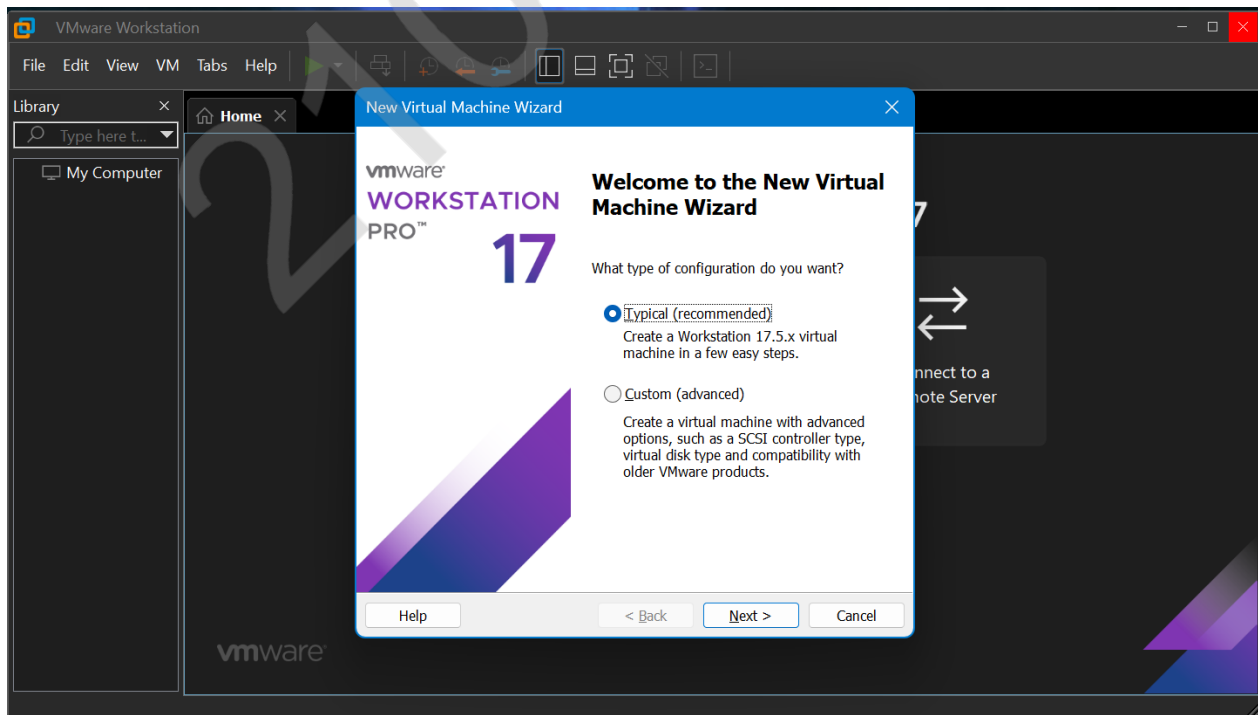 VMware Workstation
File Edit View VM Tabs Help
Library
Type here t...
My Computer
Home
New Virtual Machine Wizard
vmware
WORKSTATION
PRO™
17
Welcome to the New Virtual
Machine Wizard
What type of configuration do you want?
Typical (recommended)
Create a Workstation 17.5.x virtual
machine in a few easy steps.
Custom (advanced)
Create a virtual machine with advanced
options, such as a SCSI controller type,
virtual disk type and compatibility with
older VMware products.
7
nnect to a
ote Server
Help < Back Next > Cancel
vmware